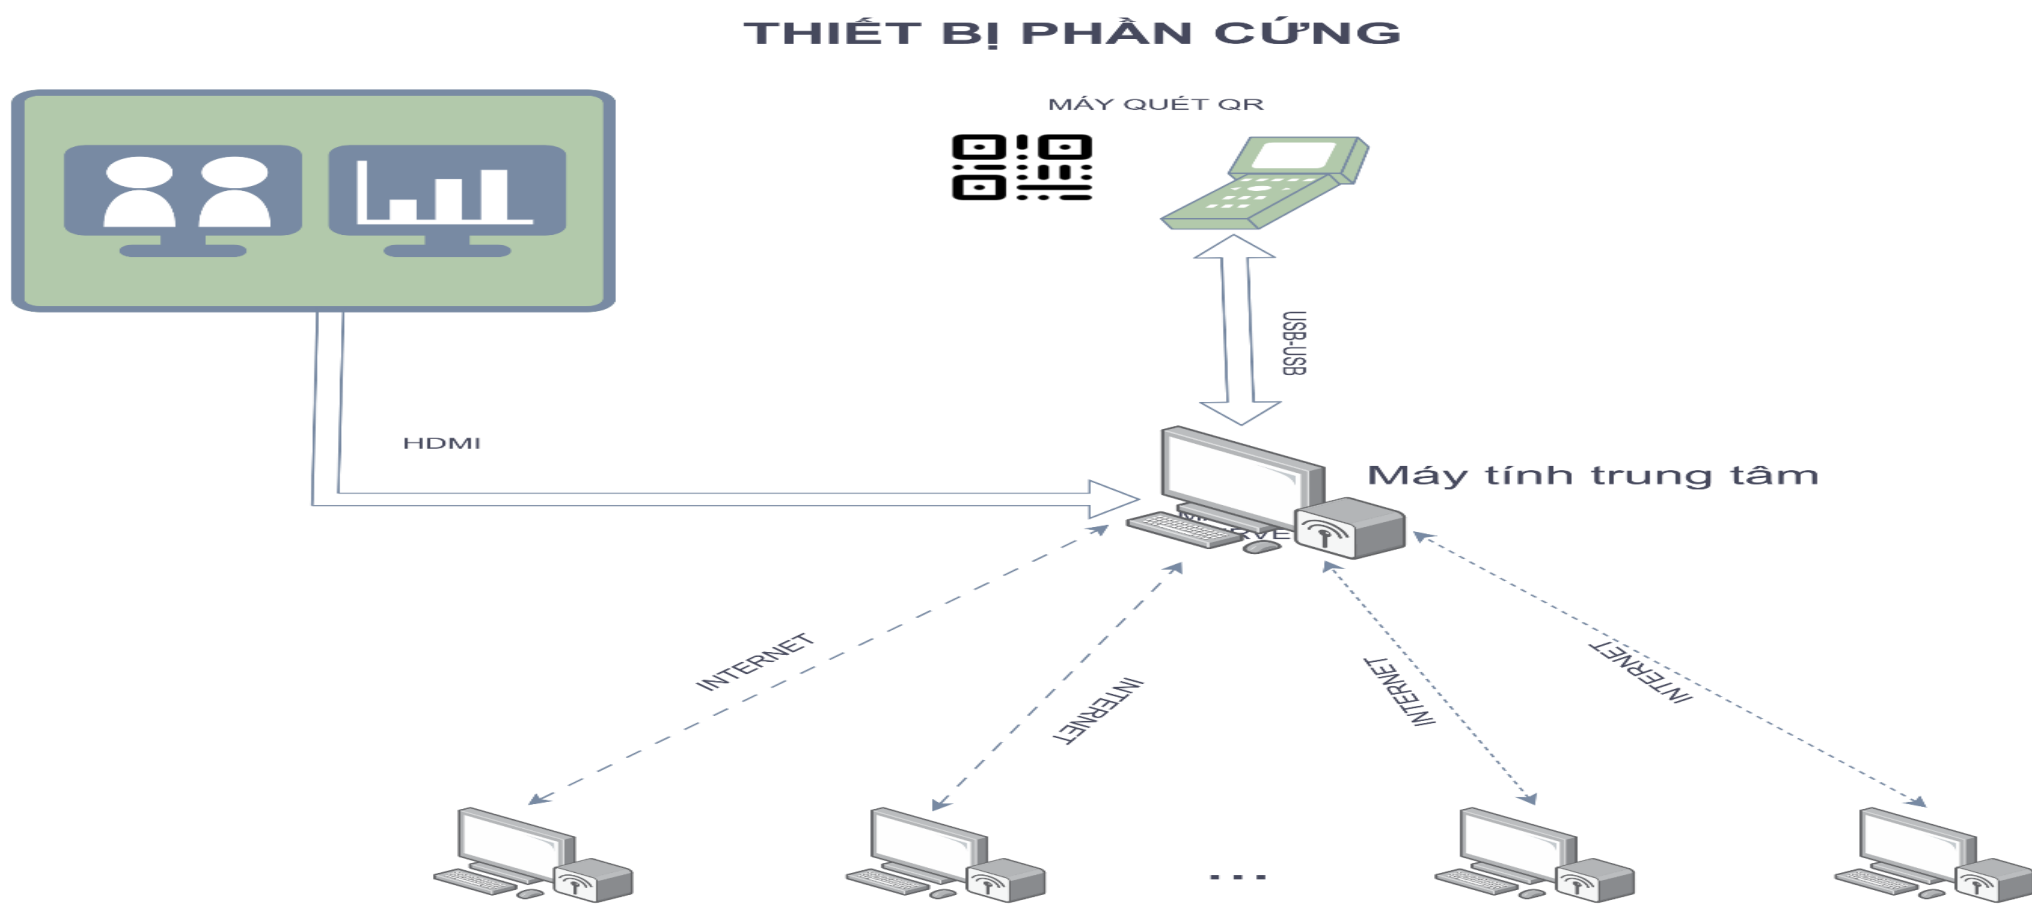 THIẾT BỊ PHẦN CỨNG
MÁY QUÉT QR
USB-USB
HDMI
Máy tính trung tâm
INTERNET
INTERNET
INTERNET
INTERNET
...